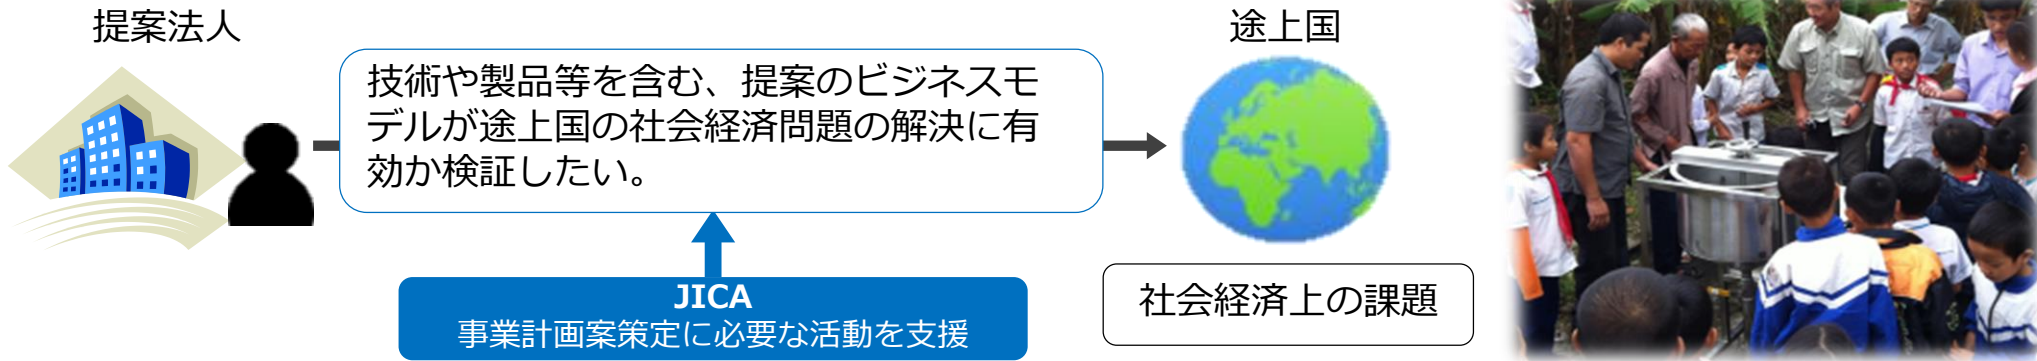 提案法人
技術や製品等を含む、提案のビジネスモ
デルが途上国の社会経済問題の解決に有
効か検証したい。
JICA
事業計画案策定に必要な活動を支援
途上国
社会経済上の課題